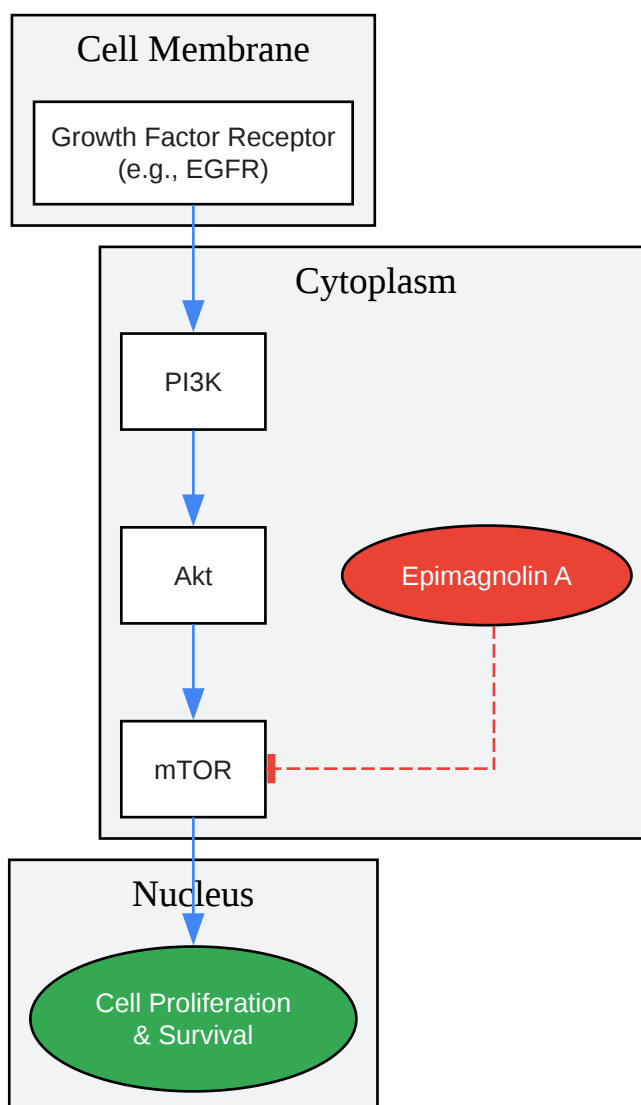 Cell Membrane
Growth Factor Receptor
(e.g., EGFR)
Cytoplasm
PI3K
Akt
Epimagnolin A
mTOR
Nucleus
Cell Proliferation
& Survival